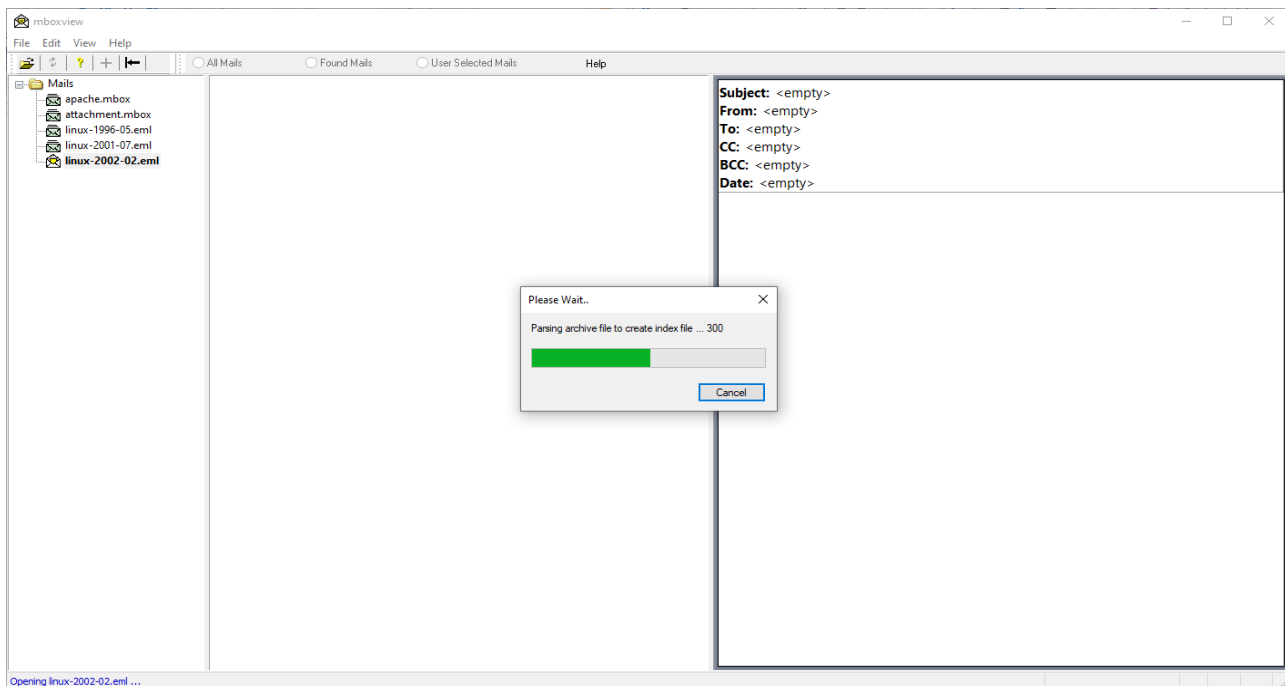 mboxview
File Edit View Help
? All Mails Found Mails User Selected Mails Help
Mails
apache.mbox
attachment.mbox
linux-1996-05.eml
linux-2001-07.eml
linux-2002-02.eml
Subject: <empty>
From: <empty>
To: <empty>
CC: <empty>
BCC: <empty>
Date: <empty>
Please Wait..
Parsing archive file to create index file ... 300
Cancel
Opening linux-2002-02.eml ...